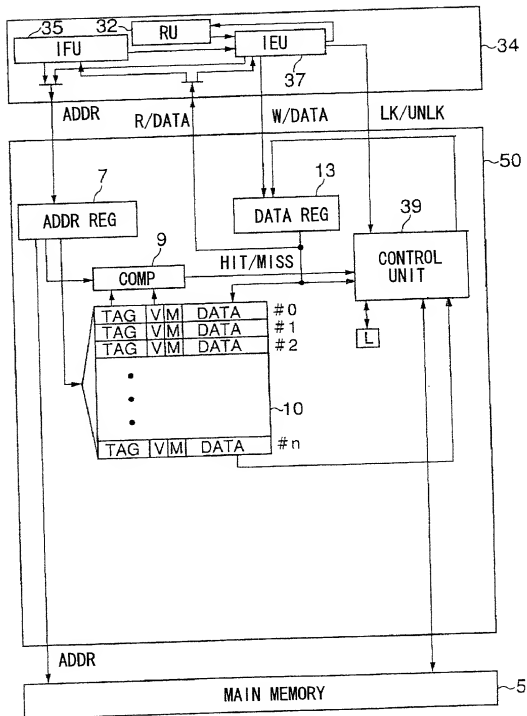 35
32
RU
IFU
IEU
34
37
ADDR
R/DATA
W/DATA
LK/UNLK
50
7
13
ADDR REG
DATA REG
39
9
COMP
HIT/MISS
CONTROL
UNIT
TAG V M DATA #0
TAG V M DATA #1
TAG V M DATA #2
L
10
TAG V M DATA #n
ADDR
MAIN MEMORY
5